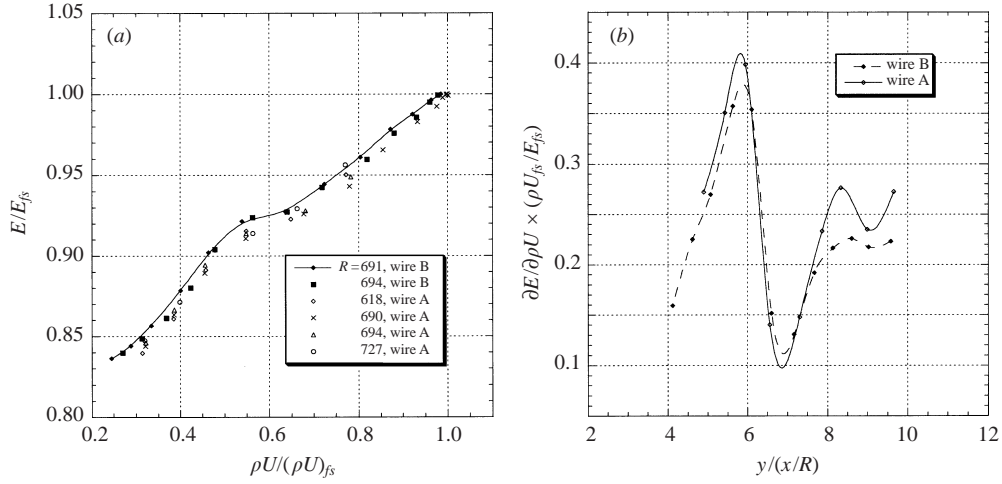 (a)
1.05
1.00
0.95
0.90
0.85
0.80
E/E_fs
R = 691, wire B
694, wire B
618, wire A
690, wire A
694, wire A
727, wire A
0.2 0.4 0.6 0.8 1.0
ρU/(ρU)_fs
(b)
0.4
0.3
0.2
0.1
∂E/∂ρU × (ρU_fs/E_fs)
wire B
wire A
2 4 6 8 10 12
y/(x/R)